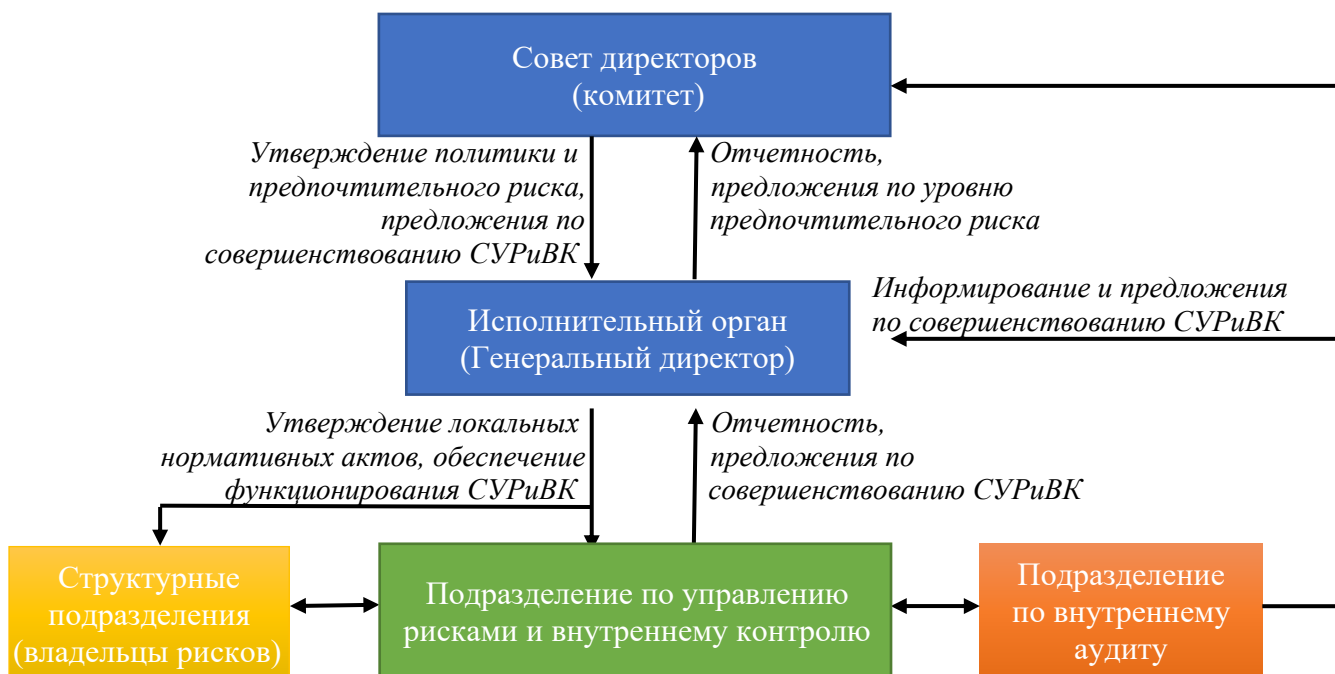 Совет директоров
(комитет)
Утверждение политики и
предпочтительного риска,
предложения по
совершенствованию СУРиВК
Отчетность,
предложения по уровню
предпочтительного риска
Исполнительный орган
(Генеральный директор)
Информирование и предложения
по совершенствованию СУРиВК
Утверждение локальных
нормативных актов, обеспечение
функционирования СУРиВК
Отчетность,
предложения по
совершенствованию СУРиВК
Структурные
подразделения
(владельцы рисков)
Подразделение по управлению
рисками и внутреннему контролю
Подразделение
по внутреннему
аудиту